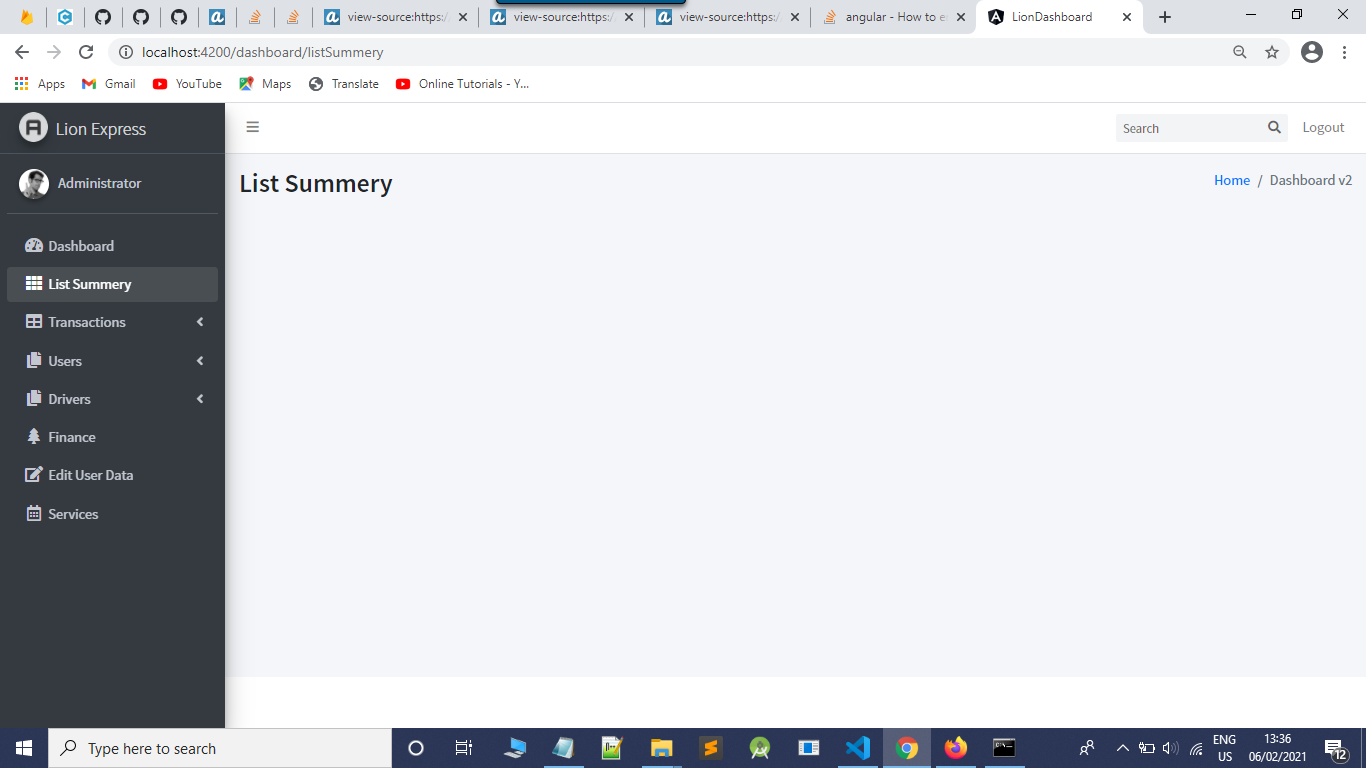 view-source:https:/
view-source:https:/
view-source:https:/
angular - How to e
LionDashboard
localhost:4200/dashboard/listSummery
Apps
Gmail
YouTube
Maps
Translate
Online Tutorials - Y...
Lion Express
Search
Logout
Administrator
List Summery
Home / Dashboard v2
Dashboard
List Summery
Transactions
Users
Drivers
Finance
Edit User Data
Services
Type here to search
ENG
US
13:36
06/02/2021
12